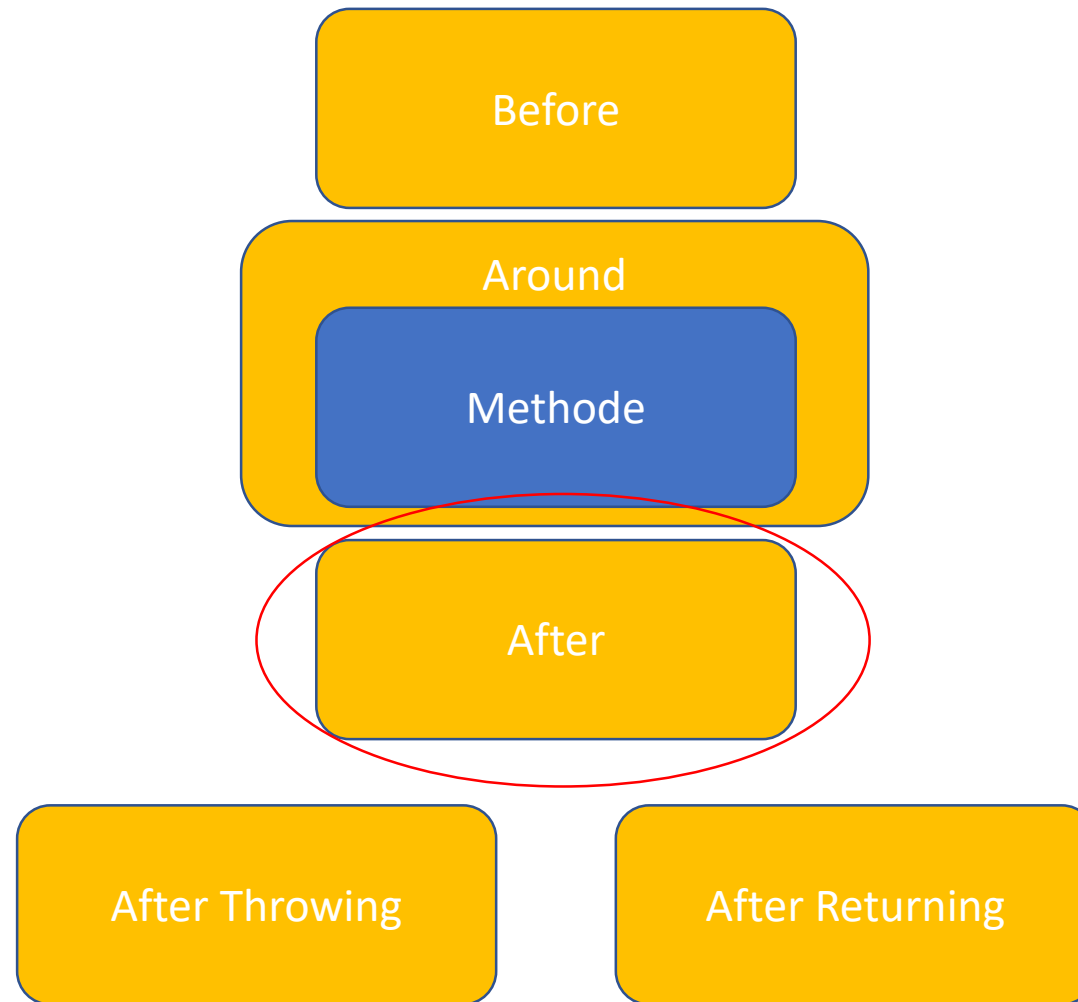 Before
Around
Methode
After
After Throwing
After Returning